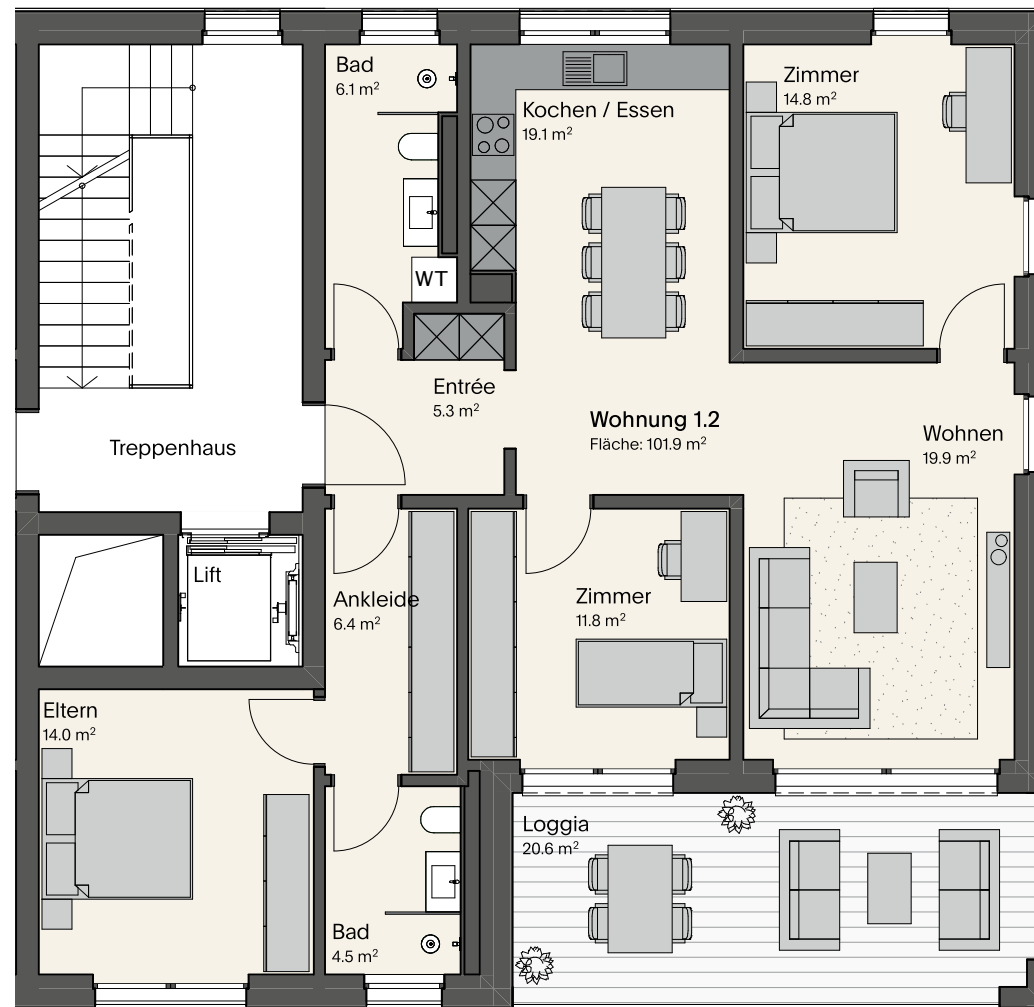 Bad
6.1 m²
Zimmer
14.8 m²
Kochen / Essen
19.1 m²
WT
Entrée
5.3 m²
Wohnung 1.2
Fläche: 101.9 m²
Wohnen
19.9 m²
Treppenhaus
Lift
Ankleide
6.4 m²
Zimmer
11.8 m²
Eltern
14.0 m²
Loggia
20.6 m²
Bad
4.5 m²